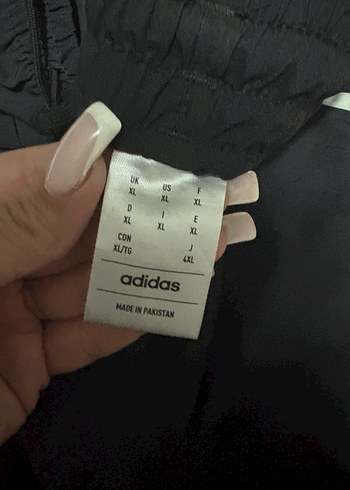 UK US F
XL XL XL
D I E
XL XL XL
CDN J
XL/TG 4XL
adidas
MADE IN PAKISTAN